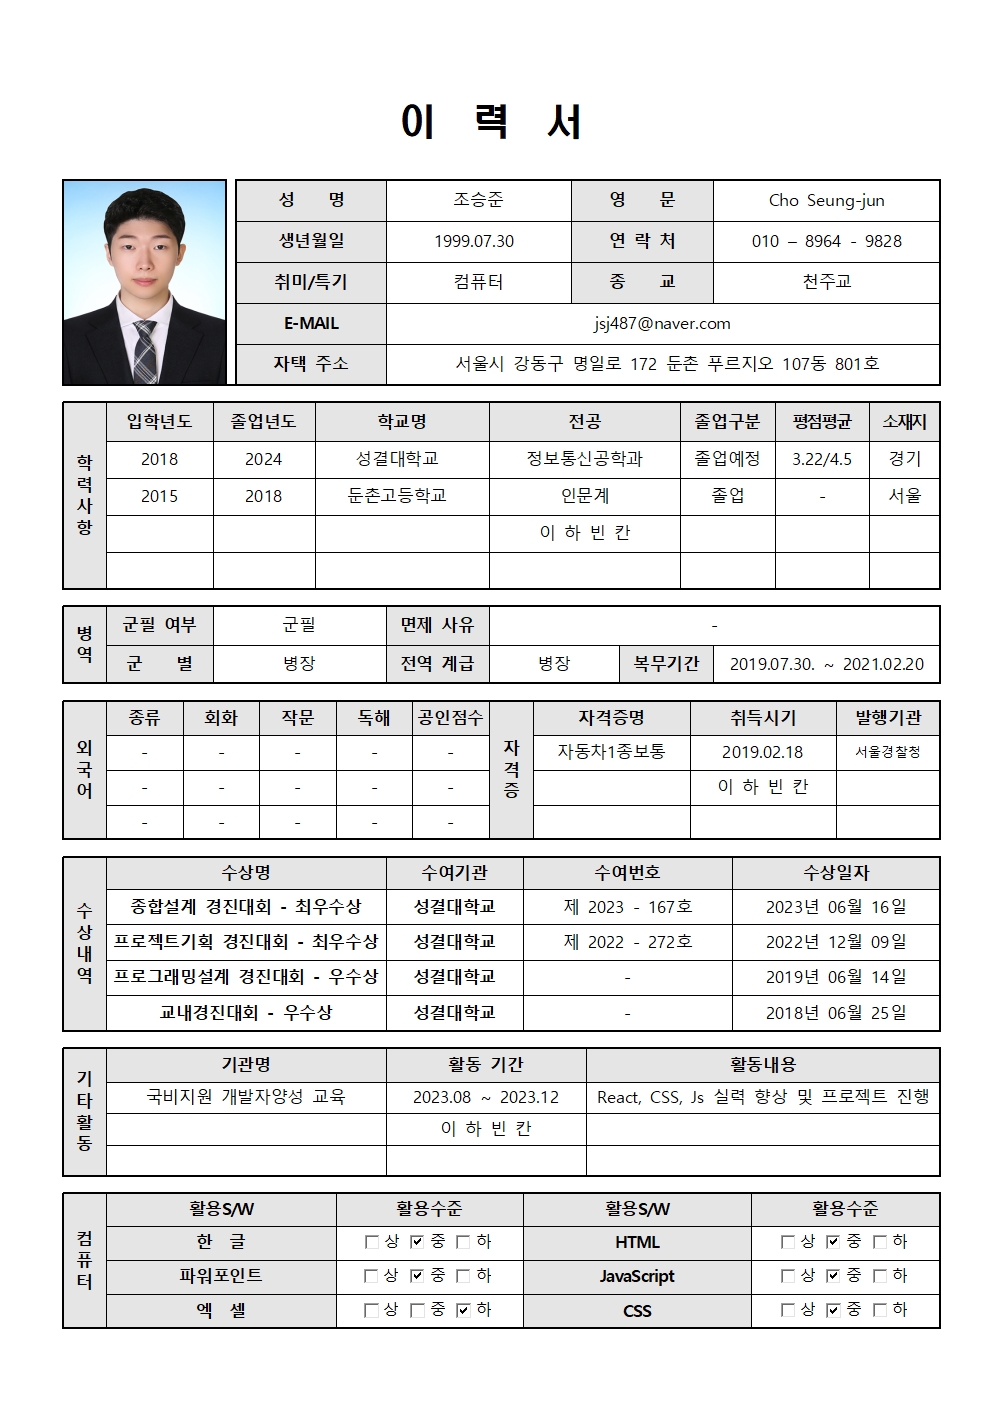 이 력 서
성 명 조승준 영 문 Cho Seung-jun
생년월일 1999.07.30 연 락 처 010 – 8964 - 9828
취미/특기 컴퓨터 종 교 천주교
E-MAIL jsj487@naver.com
자택 주소 서울시 강동구 명일로 172 둔촌 푸르지오 107동 801호
학력사항
입학년도 졸업년도 학교명 전공 졸업구분 평점평균 소재지
2018 2024 성결대학교 정보통신공학과 졸업예정 3.22/4.5 경기
2015 2018 둔촌고등학교 인문계 졸업 - 서울
이 하 빈 칸
병역
군필 여부 군필 면제 사유 -
군 별 병장 전역 계급 병장 복무기간 2019.07.30. ~ 2021.02.20
외국어
종류 회화 작문 독해 공인점수
- - - - -
- - - - -
- - - - -
자격증
자격증명 취득시기 발행기관
자동차1종보통 2019.02.18 서울경찰청
이 하 빈 칸
수상내역
수상명 수여기관 수여번호 수상일자
종합설계 경진대회 - 최우수상 성결대학교 제 2023 - 167호 2023년 06월 16일
프로젝트기획 경진대회 - 최우수상 성결대학교 제 2022 - 272호 2022년 12월 09일
프로그래밍설계 경진대회 - 우수상 성결대학교 - 2019년 06월 14일
교내경진대회 - 우수상 성결대학교 - 2018년 06월 25일
기타활동
기관명 활동 기간 활동내용
국비지원 개발자양성 교육 2023.08 ~ 2023.12 React, CSS, Js 실력 향상 및 프로젝트 진행
이 하 빈 칸
컴퓨터
활용S/W 활용수준 활용S/W 활용수준
한 글 ☐상 ☑중 ☐하 HTML ☐상 ☑중 ☐하
파워포인트 ☐상 ☑중 ☐하 JavaScript ☐상 ☑중 ☐하
엑 셀 ☐상 ☐중 ☑하 CSS ☐상 ☑중 ☐하